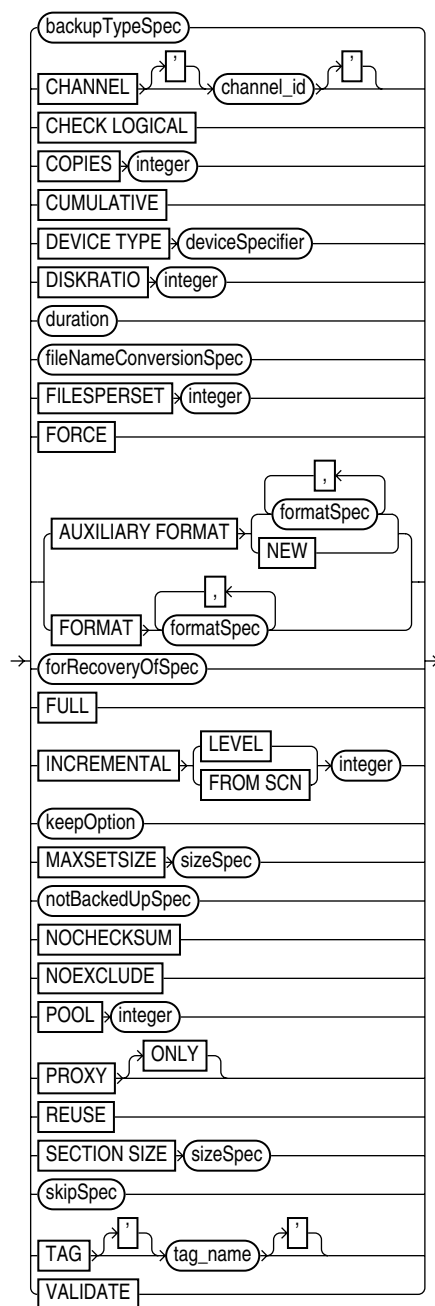 backupTypeSpec
CHANNEL ' channel_id '
CHECK LOGICAL
COPIES integer
CUMULATIVE
DEVICE TYPE deviceSpecifier
DISKRATIO integer
duration
fileNameConversionSpec
FILESPERSET integer
FORCE
,
AUXILIARY FORMAT formatSpec
NEW
,
FORMAT formatSpec
forRecoveryOfSpec
FULL
LEVEL
INCREMENTAL integer
FROM SCN
keepOption
MAXSETSIZE sizeSpec
notBackedUpSpec
NOCHECKSUM
NOEXCLUDE
POOL integer
ONLY
PROXY
REUSE
SECTION SIZE sizeSpec
skipSpec
TAG ' tag_name '
VALIDATE